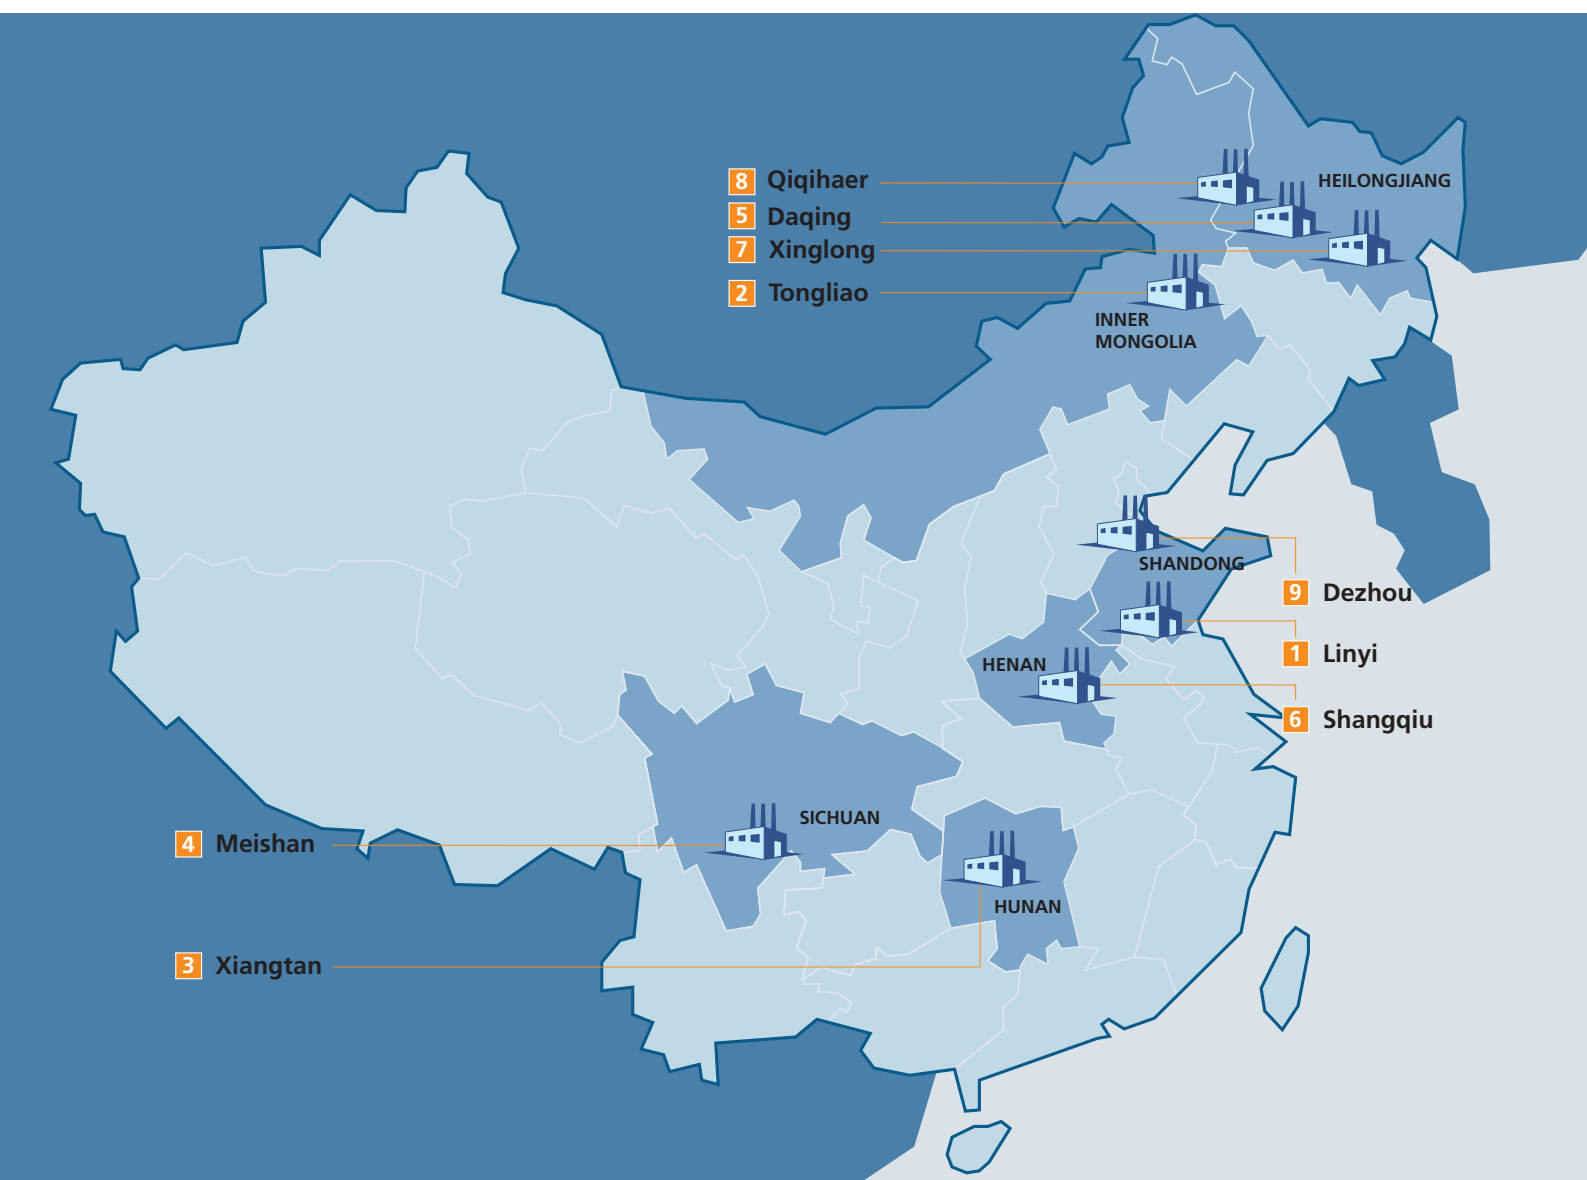 8 Qiqihaer
HEILONGJIANG
5 Daqing
7 Xinglong
2 Tongliao
INNER
MONGOLIA
SHANDONG
9 Dezhou
1 Linyi
HENAN
6 Shangqiu
SICHUAN
4 Meishan
HUNAN
3 Xiangtan